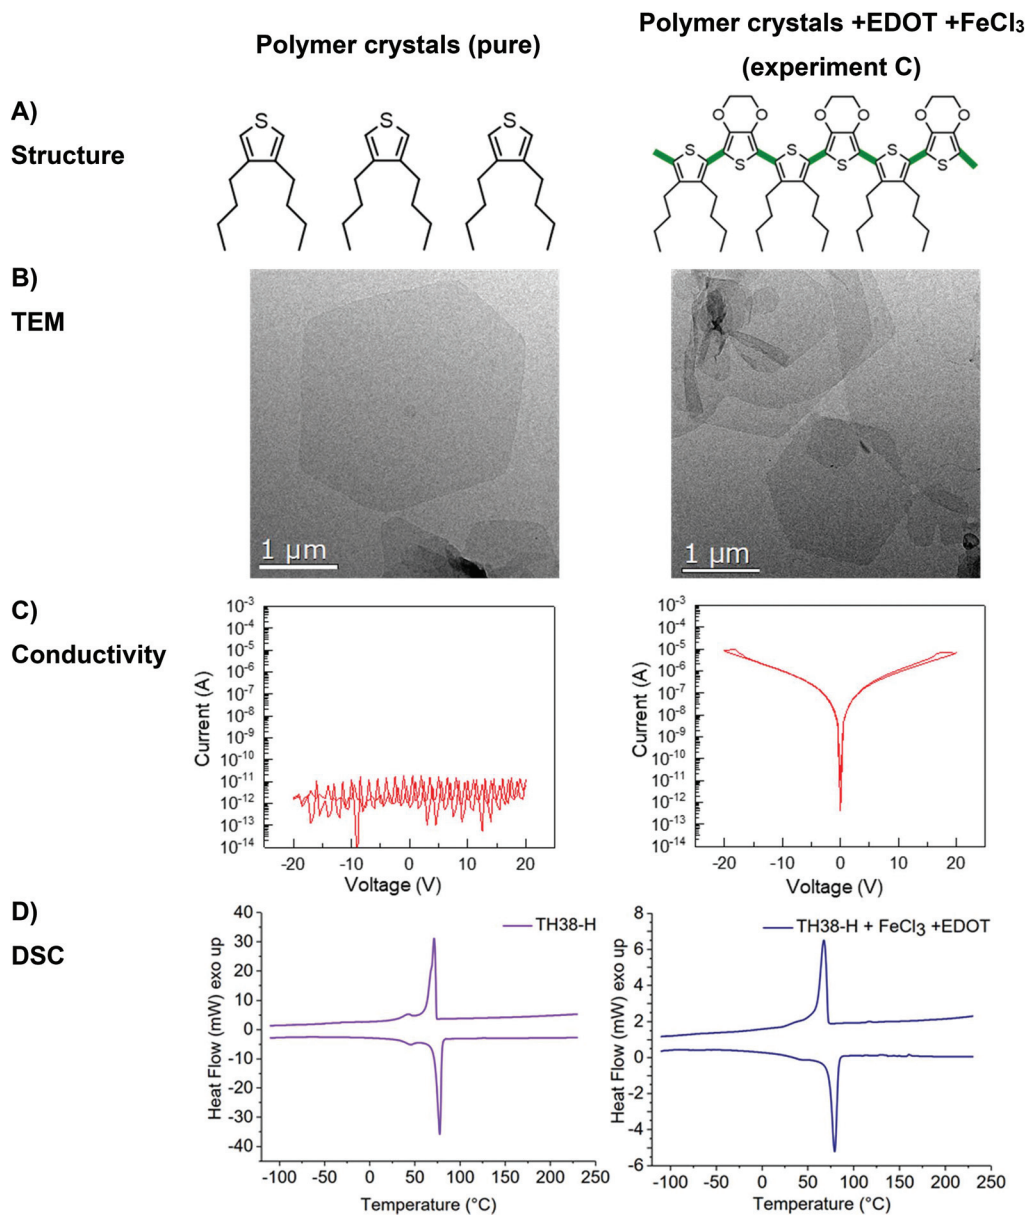 Polymer crystals (pure)
Polymer crystals +EDOT +FeCl₃
(experiment C)
A)
Structure
S
S
S
O
O
O
O
O
O
S
S
S
S
S
S
B)
TEM
1 µm
1 µm
C)
Conductivity
10⁻³
10⁻⁴
10⁻⁵
10⁻⁶
10⁻⁷
10⁻⁸
10⁻⁹
10⁻¹⁰
10⁻¹¹
10⁻¹²
10⁻¹³
10⁻¹⁴
Current (A)
-20 -10 0 10 20
Voltage (V)
10⁻³
10⁻⁴
10⁻⁵
10⁻⁶
10⁻⁷
10⁻⁸
10⁻⁹
10⁻¹⁰
10⁻¹¹
10⁻¹²
10⁻¹³
10⁻¹⁴
Current (A)
-20 -10 0 10 20
Voltage (V)
D)
DSC
40
30
20
10
0
-10
-20
-30
-40
Heat Flow (mW) exo up
TH38-H
-100 -50 0 50 100 150 200 250
Temperature (°C)
8
6
4
2
0
-2
-4
-6
Heat Flow (mW) exo up
TH38-H + FeCl₃ +EDOT
-100 -50 0 50 100 150 200 250
Temperature (°C)